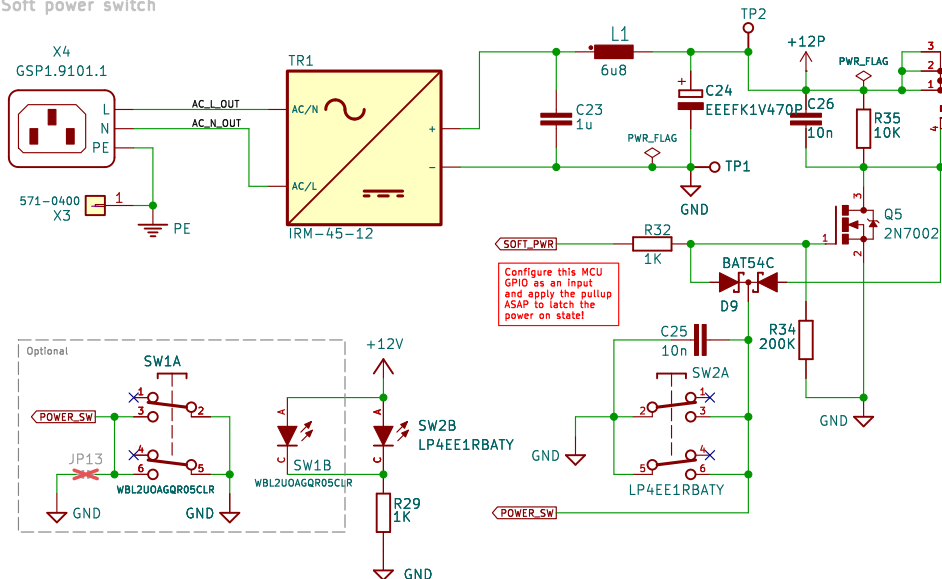 Soft power switch
X4
GSP1.9101.1
L
N
PE
AC_L_OUT
AC_N_OUT
571-0400
X3
1
PE
TR1
AC/N
AC/L
+
−
IRM-45-12
L1
6u8
TP2
+12P
PWR_FLAG
3
2
1
4
C23
1u
+
C24
EEEFK1V470P
C26
10n
R35
10K
PWR_FLAG
TP1
GND
3
Q5
2N7002
1
2
SOFT_PWR
R32
1K
Configure this MCU
GPIO as an input
and apply the pullup
ASAP to latch the
power on state!
BAT54C
D9
C25
10n
R34
200K
GND
SW2A
1
2
3
4
5
6
GND
LP4EE1RBATY
POWER_SW
Optional
SW1A
1
3
2
POWER_SW
4
6
5
JP13
WBL2UOAGQR05CLR
GND
GND
+12V
A
C
SW1B
WBL2UOAGQR05CLR
A
C
SW2B
LP4EE1RBATY
R29
1K
GND